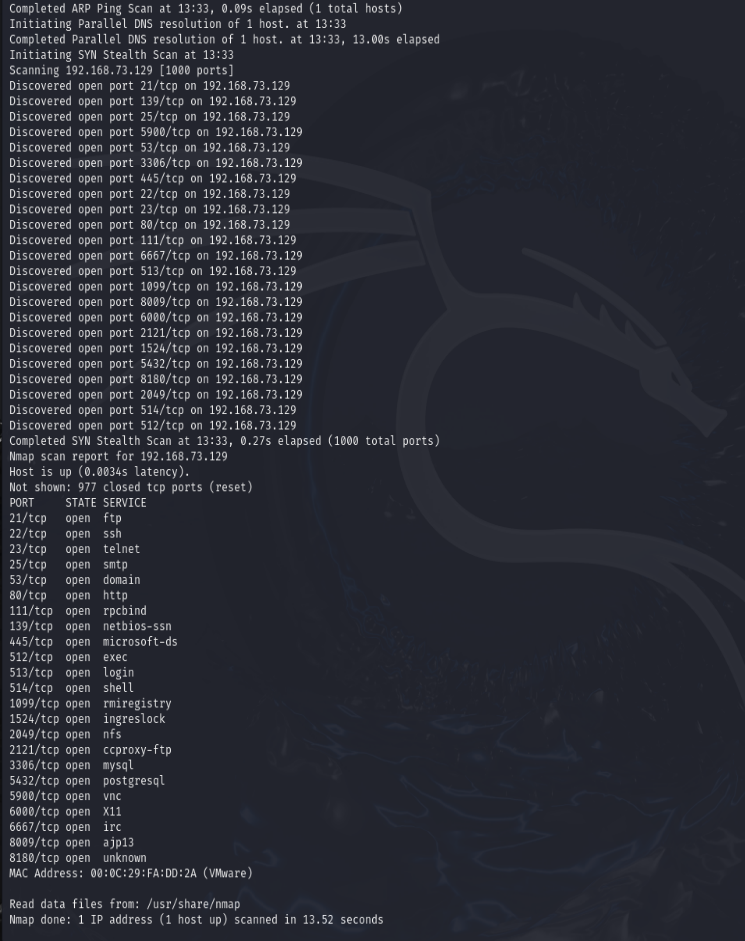 Completed ARP Ping Scan at 13:33, 0.09s elapsed (1 total hosts)
Initiating Parallel DNS resolution of 1 host. at 13:33
Completed Parallel DNS resolution of 1 host. at 13:33, 13.00s elapsed
Initiating SYN Stealth Scan at 13:33
Scanning 192.168.73.129 [1000 ports]
Discovered open port 21/tcp on 192.168.73.129
Discovered open port 139/tcp on 192.168.73.129
Discovered open port 25/tcp on 192.168.73.129
Discovered open port 5900/tcp on 192.168.73.129
Discovered open port 53/tcp on 192.168.73.129
Discovered open port 3306/tcp on 192.168.73.129
Discovered open port 445/tcp on 192.168.73.129
Discovered open port 22/tcp on 192.168.73.129
Discovered open port 23/tcp on 192.168.73.129
Discovered open port 80/tcp on 192.168.73.129
Discovered open port 111/tcp on 192.168.73.129
Discovered open port 6667/tcp on 192.168.73.129
Discovered open port 513/tcp on 192.168.73.129
Discovered open port 1099/tcp on 192.168.73.129
Discovered open port 8009/tcp on 192.168.73.129
Discovered open port 6000/tcp on 192.168.73.129
Discovered open port 2121/tcp on 192.168.73.129
Discovered open port 1524/tcp on 192.168.73.129
Discovered open port 5432/tcp on 192.168.73.129
Discovered open port 8180/tcp on 192.168.73.129
Discovered open port 2049/tcp on 192.168.73.129
Discovered open port 514/tcp on 192.168.73.129
Discovered open port 512/tcp on 192.168.73.129
Completed SYN Stealth Scan at 13:33, 0.27s elapsed (1000 total ports)
Nmap scan report for 192.168.73.129
Host is up (0.0034s latency).
Not shown: 977 closed tcp ports (reset)
PORT     STATE SERVICE
21/tcp   open  ftp
22/tcp   open  ssh
23/tcp   open  telnet
25/tcp   open  smtp
53/tcp   open  domain
80/tcp   open  http
111/tcp  open  rpcbind
139/tcp  open  netbios-ssn
445/tcp  open  microsoft-ds
512/tcp  open  exec
513/tcp  open  login
514/tcp  open  shell
1099/tcp open  rmiregistry
1524/tcp open  ingreslock
2049/tcp open  nfs
2121/tcp open  ccproxy-ftp
3306/tcp open  mysql
5432/tcp open  postgresql
5900/tcp open  vnc
6000/tcp open  X11
6667/tcp open  irc
8009/tcp open  ajp13
8180/tcp open  unknown
MAC Address: 00:0C:29:FA:DD:2A (VMware)

Read data files from: /usr/share/nmap
Nmap done: 1 IP address (1 host up) scanned in 13.52 seconds